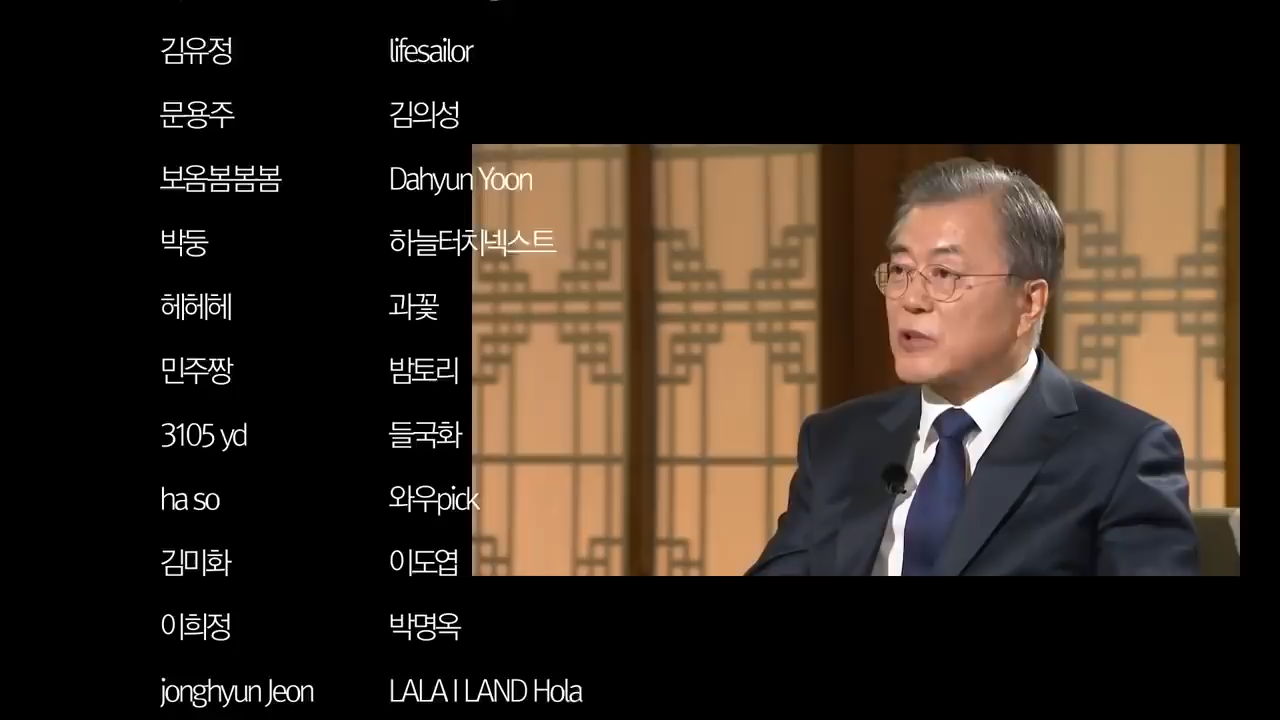 김유정 lifesailor
문용주 김의성
보옴봄봄봄 Dahyun Yoon
박둥 하늘터치넥스트
헤헤헤 과꽃
민주짱 밤토리
3105 yd 들국화
ha so 와우pick
김미화 이도엽
이희정 박명옥
jonghyun Jeon LALA I LAND Hola